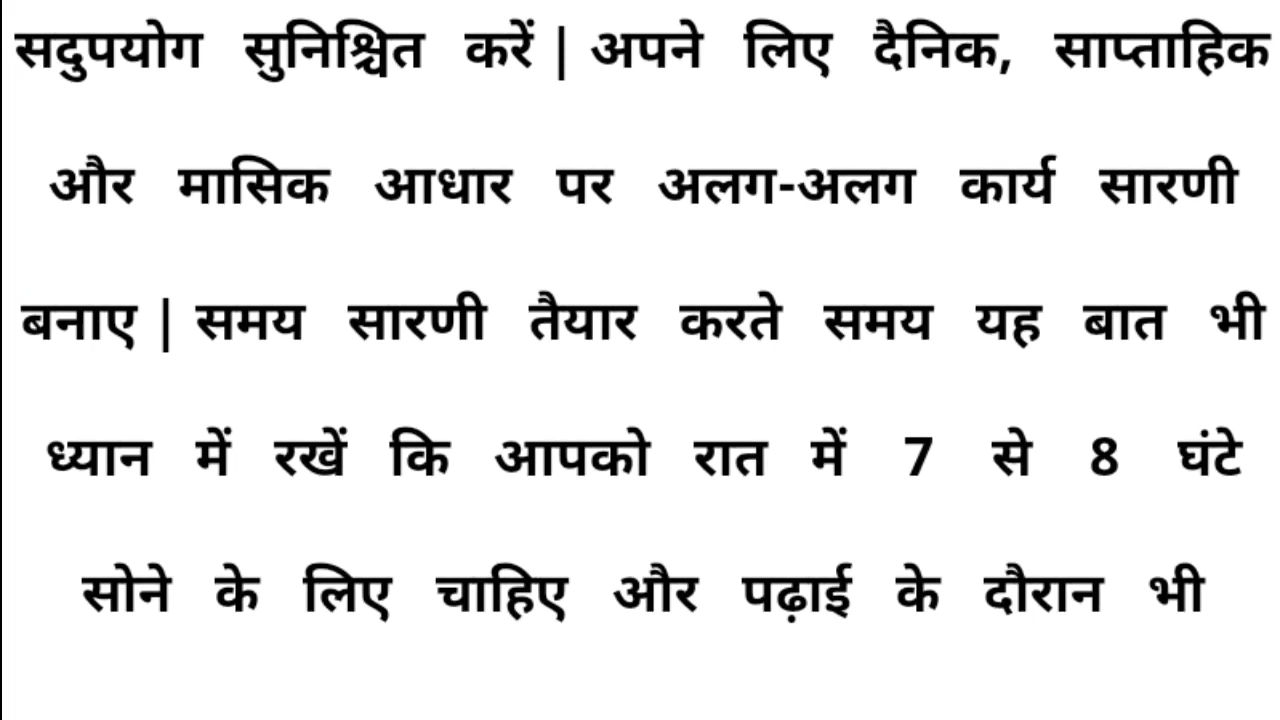 सदुपयोग सुनिश्चित करें | अपने लिए दैनिक, साप्ताहिक
और मासिक आधार पर अलग-अलग कार्य सारणी
बनाए | समय सारणी तैयार करते समय यह बात भी
ध्यान में रखें कि आपको रात में 7 से 8 घंटे
सोने के लिए चाहिए और पढ़ाई के दौरान भी